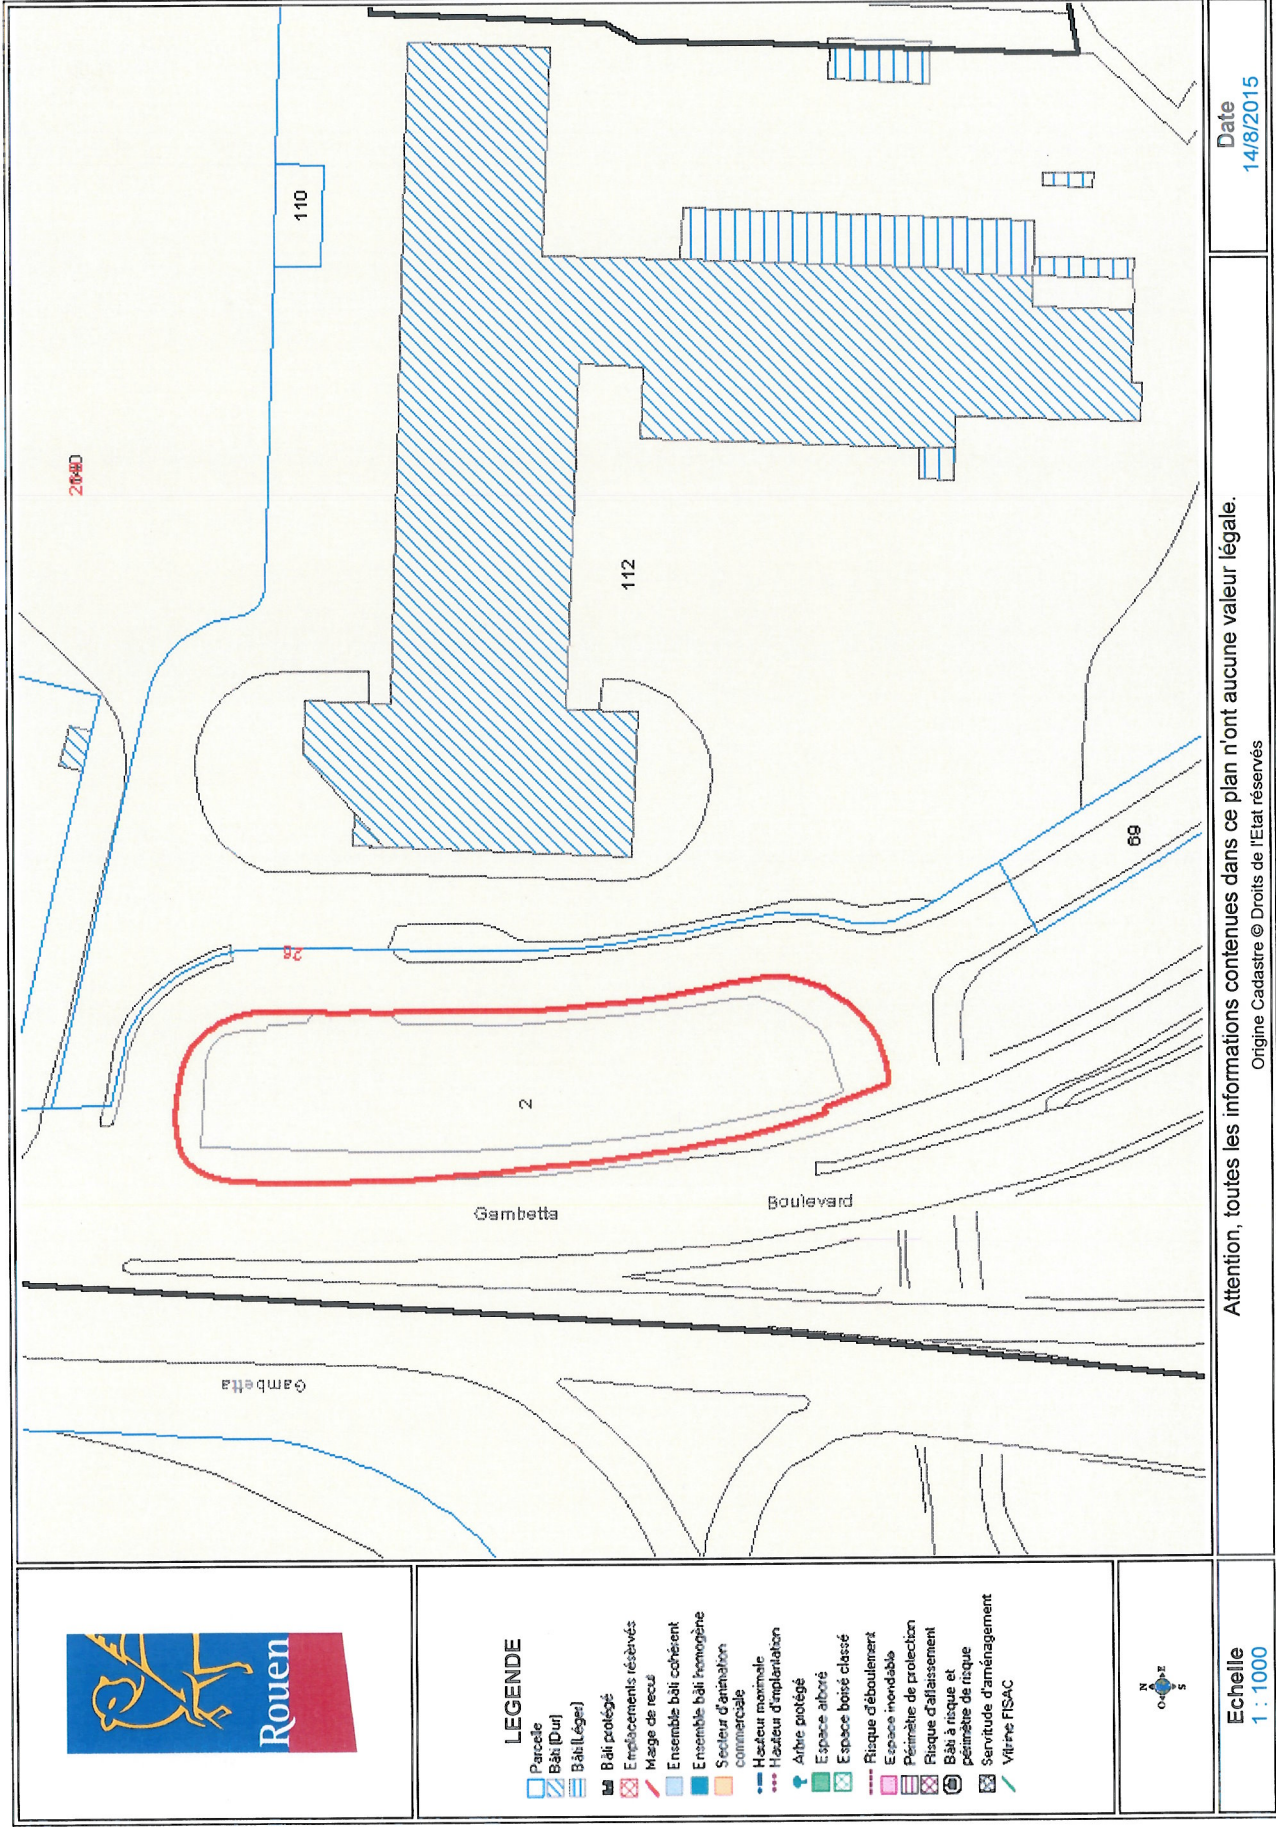 Rouen
LEGENDE
Parcelle
Bâti [Dur]
Bâti [Léger]
Bâti protégé
Emplacements réservés
Marge de recul
Ensemble bâti cohérent
Ensemble bâti homogène
Secteur d'animation
commerciale
Hauteur maximale
Hauteur d'implantation
Arbre protégé
Espace arboré
Espace boisé classé
Risque d'éboulement
Espace inondable
Périmètre de protection
Risque d'affaissement
Bâti à risque et
périmètre de risque
Servitude d'aménagement
Vitrine FISAC
N
O
E
S
Echelle
1 : 1000
110
112
26
2
69
Gambetta
Boulevard
Gambetta
Attention, toutes les informations contenues dans ce plan n'ont aucune valeur légale.
Origine Cadastre © Droits de l'Etat réservés
Date
14/8/2015